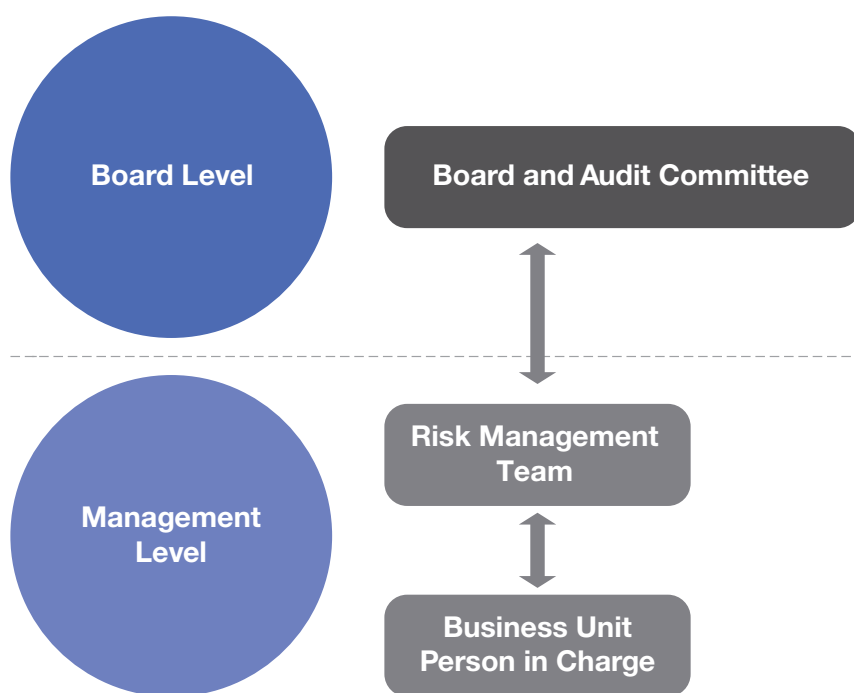 Board Level
Board and Audit Committee
Risk Management
Team
Management
Level
Business Unit
Person in Charge